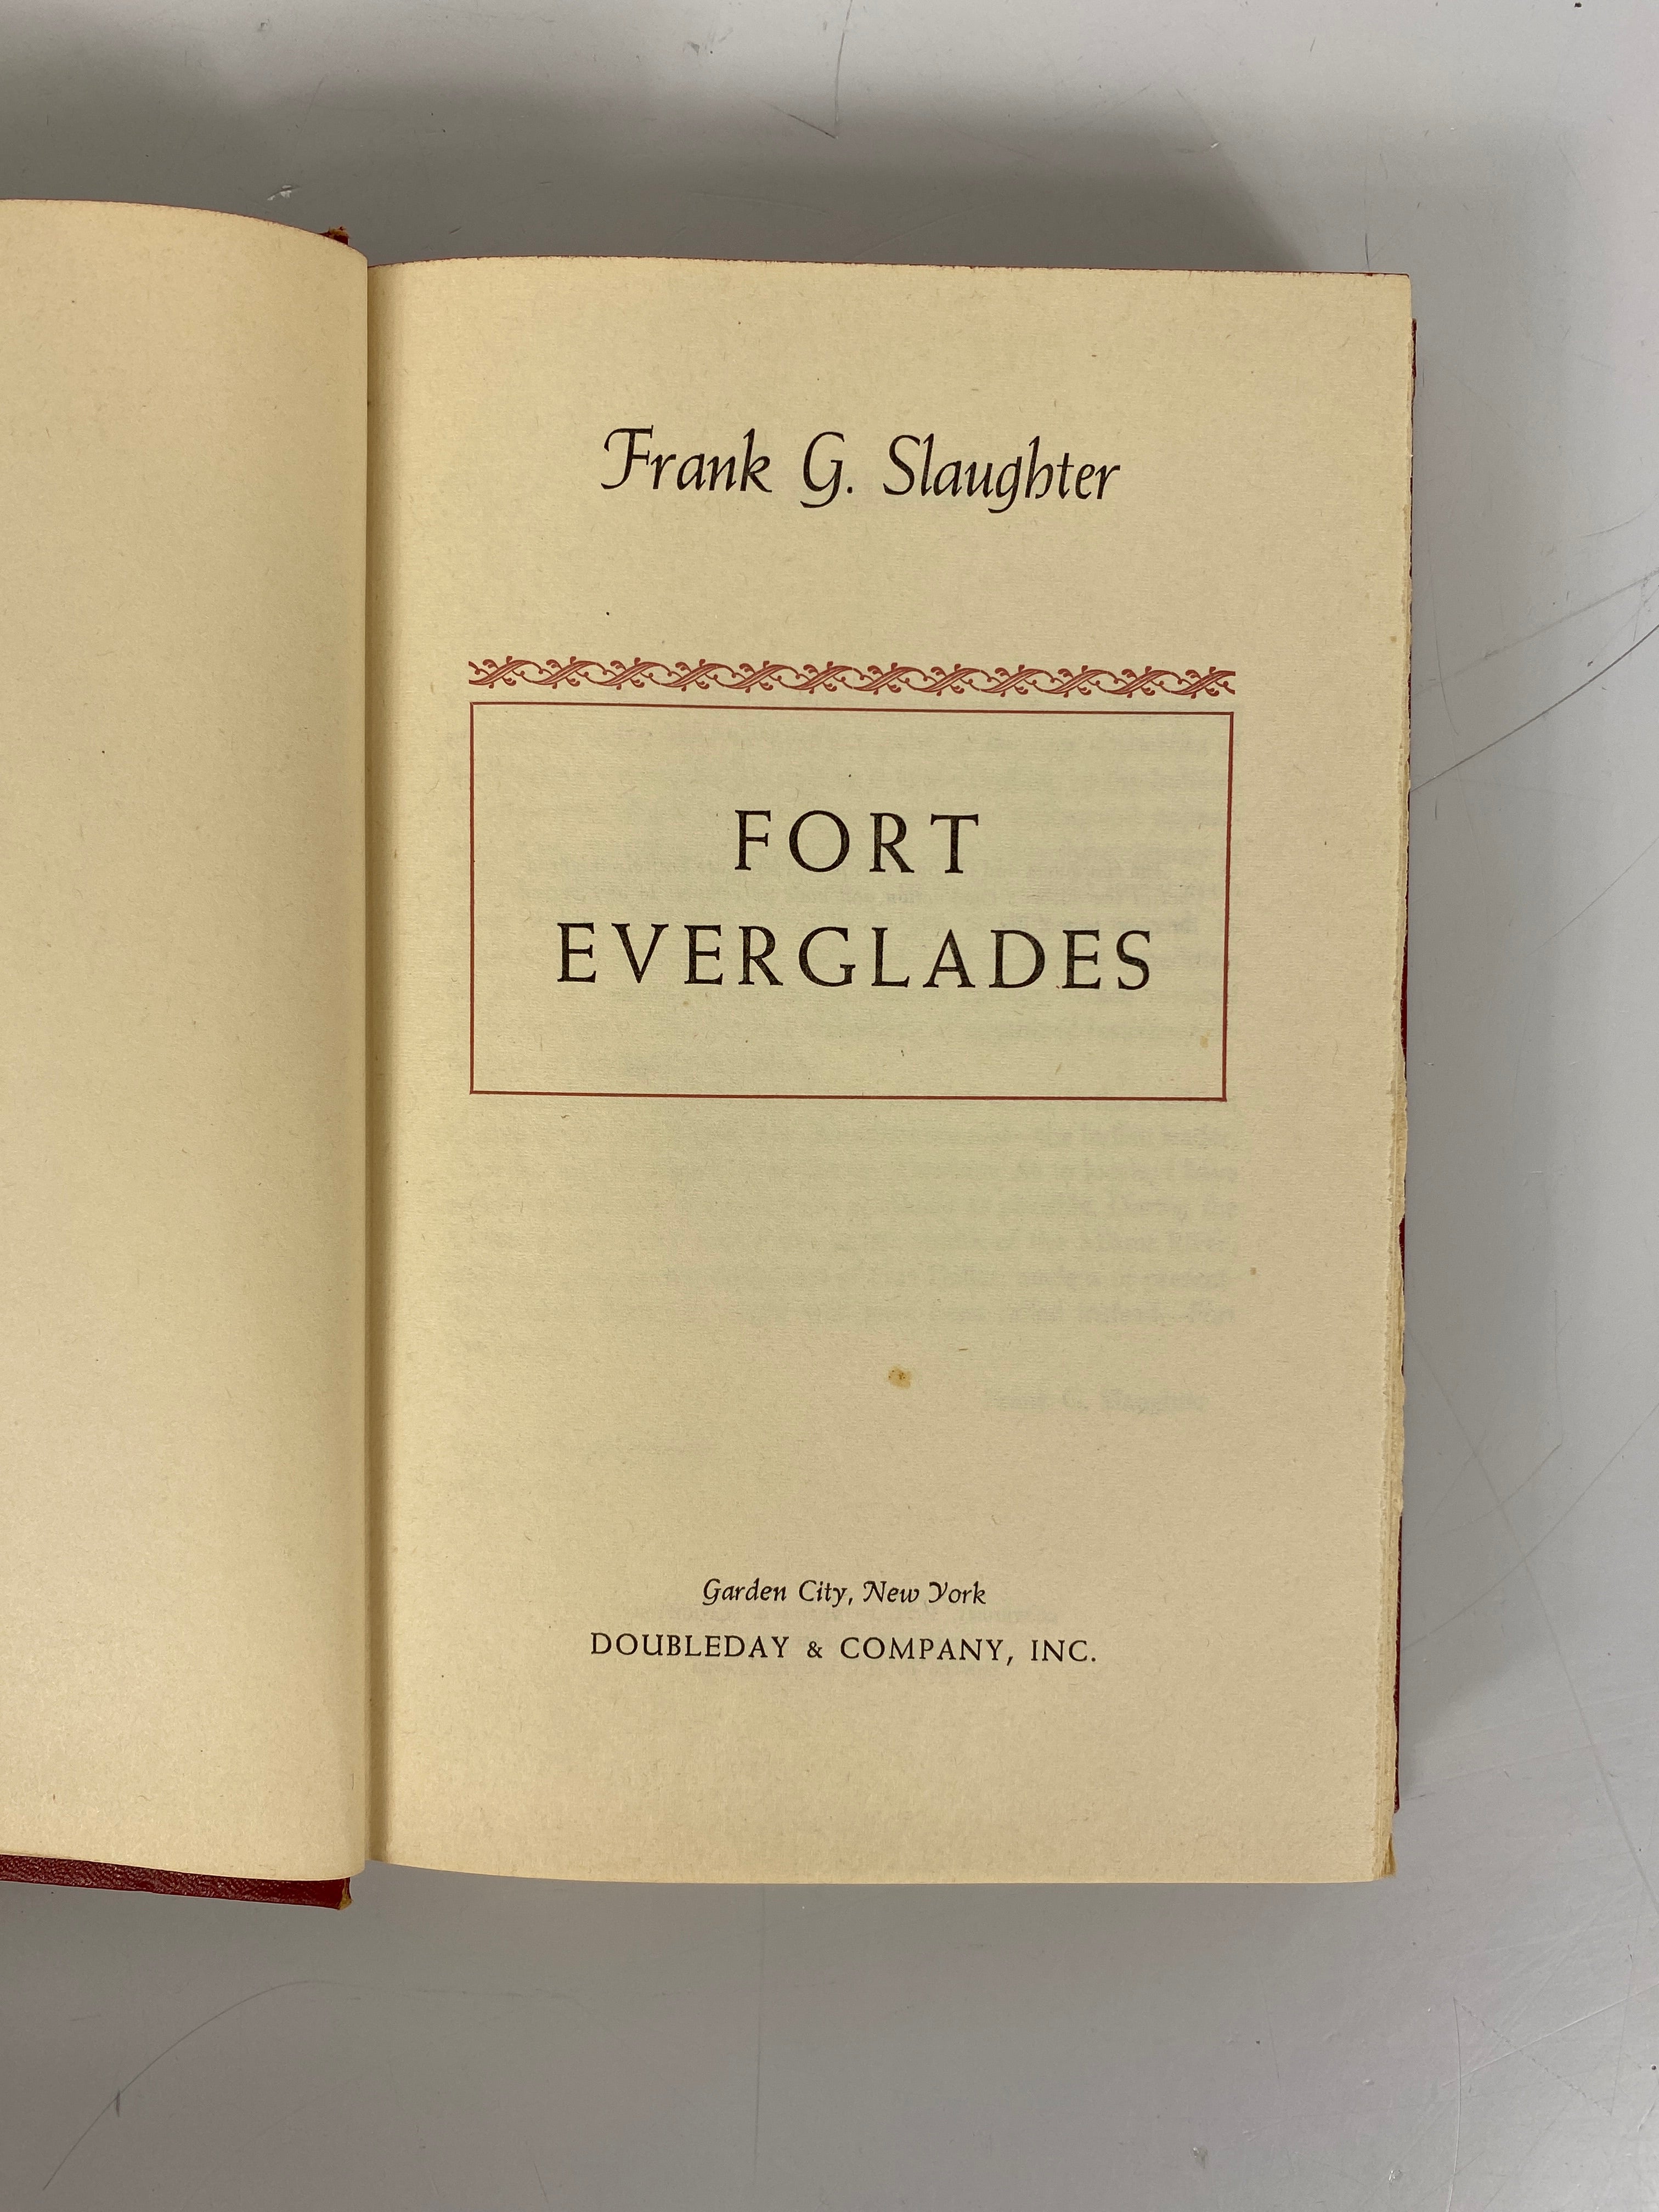 Frank G. Slaughter
FORT
EVERGLADES
Garden City, New York
DOUBLEDAY & COMPANY, INC.